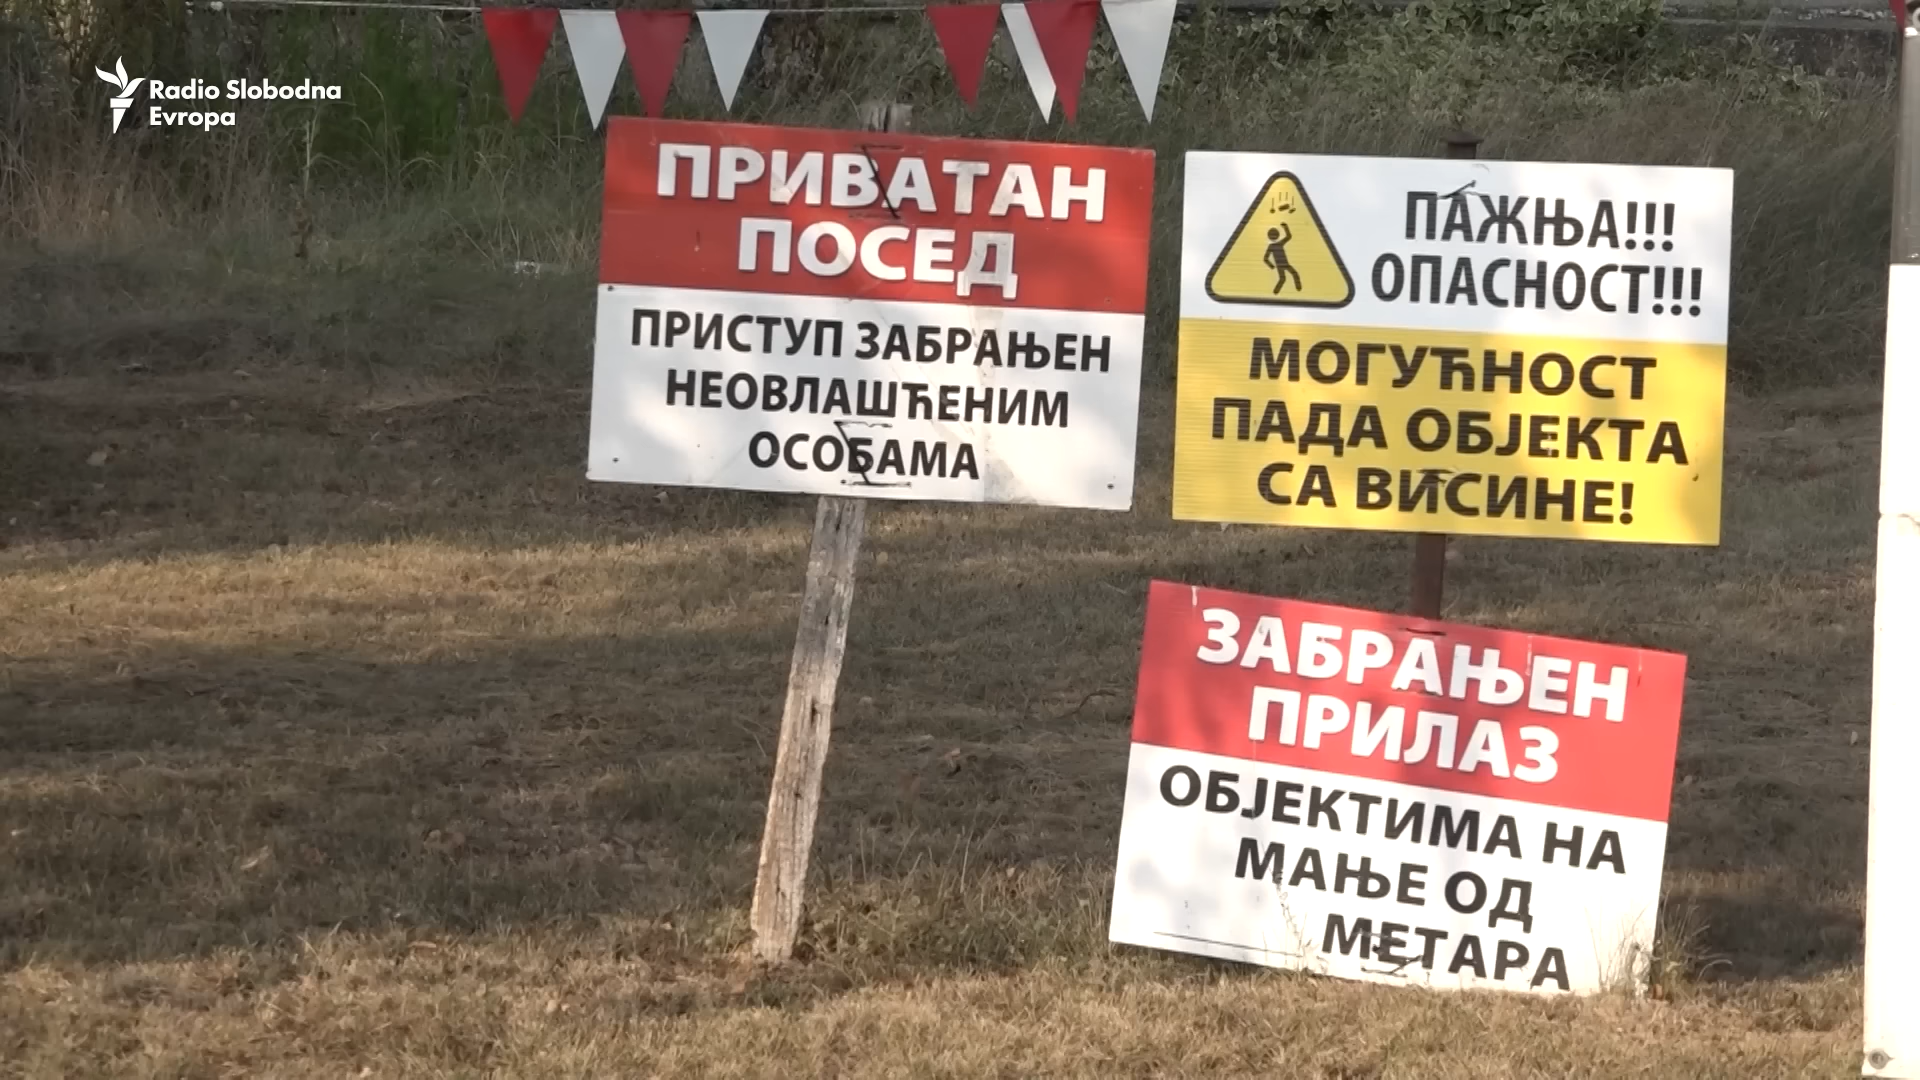 Radio Slobodna
Evropa
ПРИВАТАН
ПОСЕД
ПРИСТУП ЗАБРАЊЕН
НЕОВЛАШЋЕНИМ
ОСОБАМА
ПАЖЊА!!!
ОПАСНОСТ!!!
МОГУЋНОСТ
ПАДА ОБЈЕКТА
СА ВИСИНЕ!
ЗАБРАЊЕН
ПРИЛАЗ
ОБЈЕКТИМА НА
МАЊЕ ОД
МЕТАРА